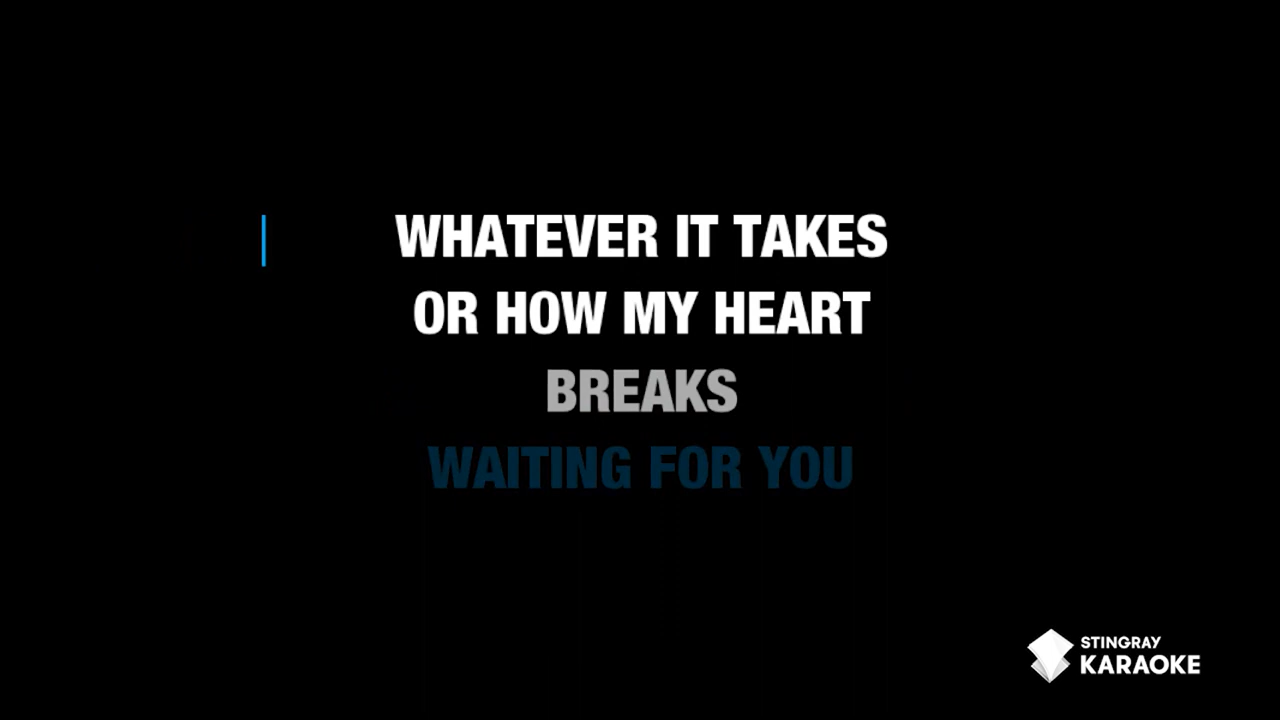 WHATEVER IT TAKES
OR HOW MY HEART
BREAKS
WAITING FOR YOU
STINGRAY
KARAOKE